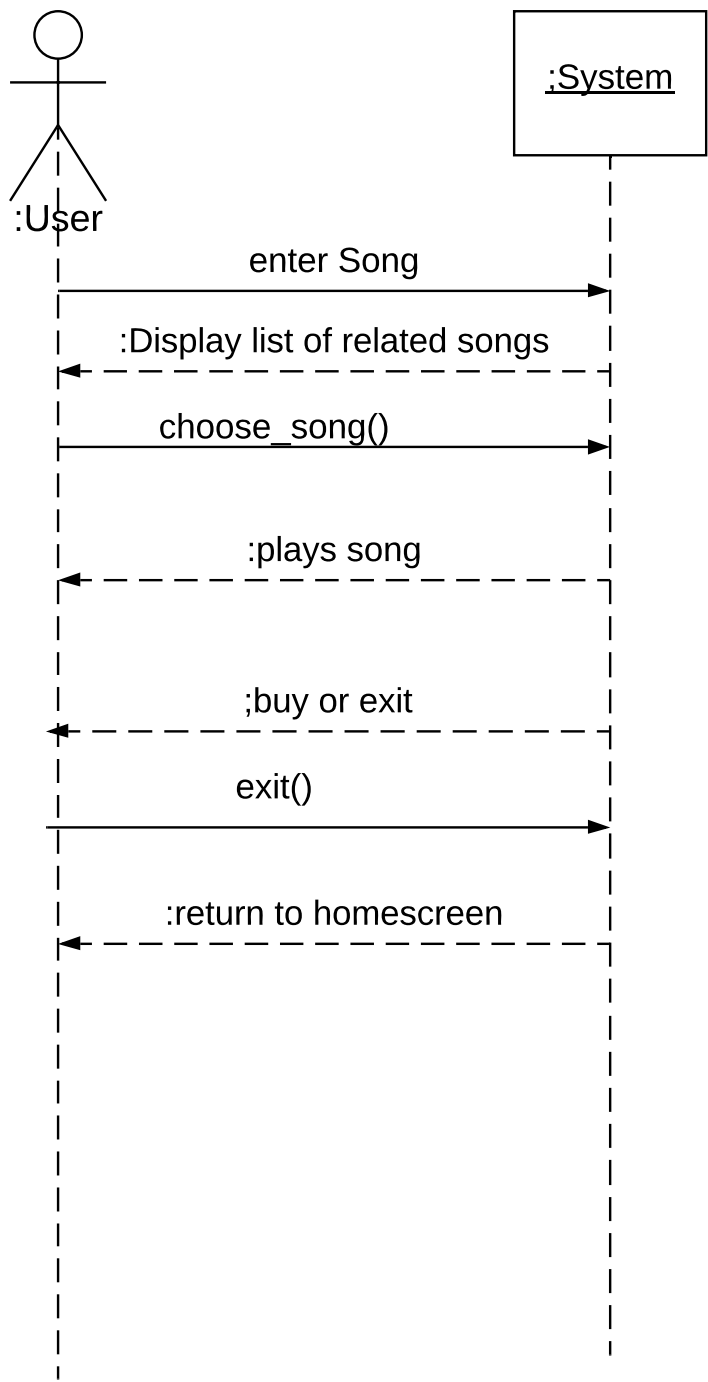 ;System
:User
enter Song
:Display list of related songs
choose_song()
:plays song
;buy or exit
exit()
:return to homescreen